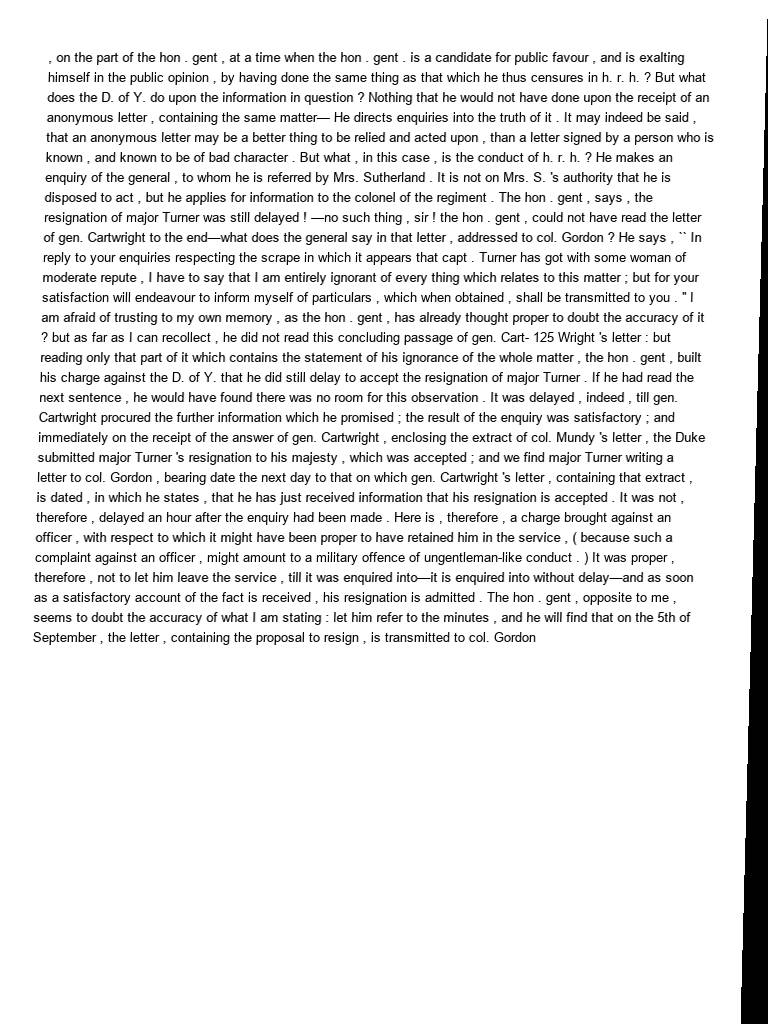 , on the part of the hon . gent , at a time when the hon . gent . is a candidate for public favour , and is exalting
himself in the public opinion , by having done the same thing as that which he thus censures in h. r. h. ? But what
does the D. of Y. do upon the information in question ? Nothing that he would not have done upon the receipt of an
anonymous letter , containing the same matter— He directs enquiries into the truth of it . It may indeed be said ,
that an anonymous letter may be a better thing to be relied and acted upon , than a letter signed by a person who is
known , and known to be of bad character . But what , in this case , is the conduct of h. r. h. ? He makes an
enquiry of the general , to whom he is referred by Mrs. Sutherland . It is not on Mrs. S. 's authority that he is
disposed to act , but he applies for information to the colonel of the regiment . The hon . gent , says , the
resignation of major Turner was still delayed ! —no such thing , sir ! the hon . gent , could not have read the letter
of gen. Cartwright to the end—what does the general say in that letter , addressed to col. Gordon ? He says , `` In
reply to your enquiries respecting the scrape in which it appears that capt . Turner has got with some woman of
moderate repute , I have to say that I am entirely ignorant of every thing which relates to this matter ; but for your
satisfaction will endeavour to inform myself of particulars , which when obtained , shall be transmitted to you . " I
am afraid of trusting to my own memory , as the hon . gent , has already thought proper to doubt the accuracy of it
? but as far as I can recollect , he did not read this concluding passage of gen. Cart- 125 Wright 's letter : but
reading only that part of it which contains the statement of his ignorance of the whole matter , the hon . gent , built
his charge against the D. of Y. that he did still delay to accept the resignation of major Turner . If he had read the
next sentence , he would have found there was no room for this observation . It was delayed , indeed , till gen.
Cartwright procured the further information which he promised ; the result of the enquiry was satisfactory ; and
immediately on the receipt of the answer of gen. Cartwright , enclosing the extract of col. Mundy 's letter , the Duke
submitted major Turner 's resignation to his majesty , which was accepted ; and we find major Turner writing a
letter to col. Gordon , bearing date the next day to that on which gen. Cartwright 's letter , containing that extract ,
is dated , in which he states , that he has just received information that his resignation is accepted . It was not ,
therefore , delayed an hour after the enquiry had been made . Here is , therefore , a charge brought against an
officer , with respect to which it might have been proper to have retained him in the service , ( because such a
complaint against an officer , might amount to a military offence of ungentleman-like conduct . ) It was proper ,
therefore , not to let him leave the service , till it was enquired into—it is enquired into without delay—and as soon
as a satisfactory account of the fact is received , his resignation is admitted . The hon . gent , opposite to me ,
seems to doubt the accuracy of what I am stating : let him refer to the minutes , and he will find that on the 5th of
September , the letter , containing the proposal to resign , is transmitted to col. Gordon